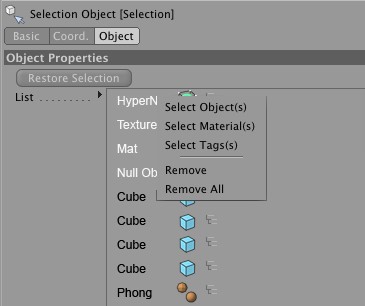 Selection Object [Selection]
Basic Coord. Object
Object Properties
Restore Selection
List
HyperN
Select Object(s)
Texture
Select Material(s)
Mat
Select Tags(s)
Null Ob
Remove
Cube
Remove All
Cube
Cube
Cube
Phong